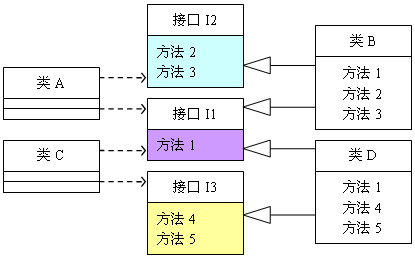 接口 I2
方法 2
方法 3
类 B
方法 1
方法 2
方法 3
类 A
接口 I1
方法 1
类 C
类 D
方法 1
方法 4
方法 5
接口 I3
方法 4
方法 5